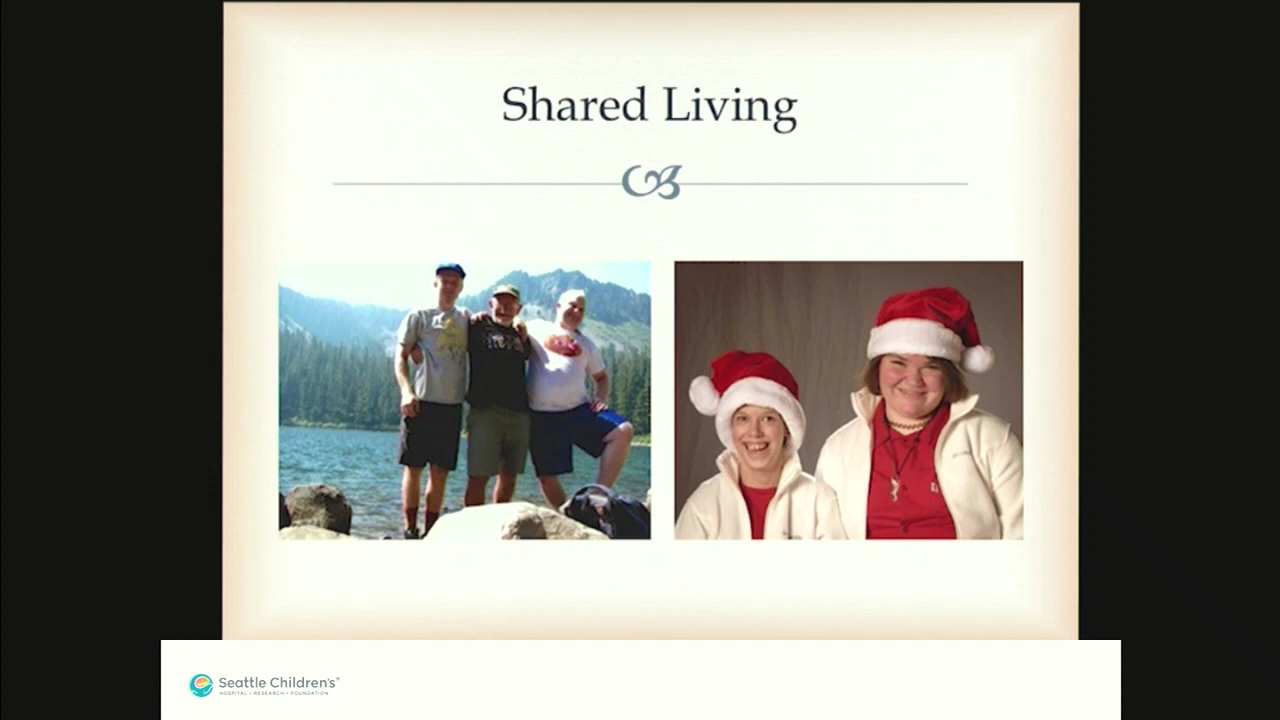 Shared Living
Seattle Children's®
HOSPITAL • RESEARCH • FOUNDATION